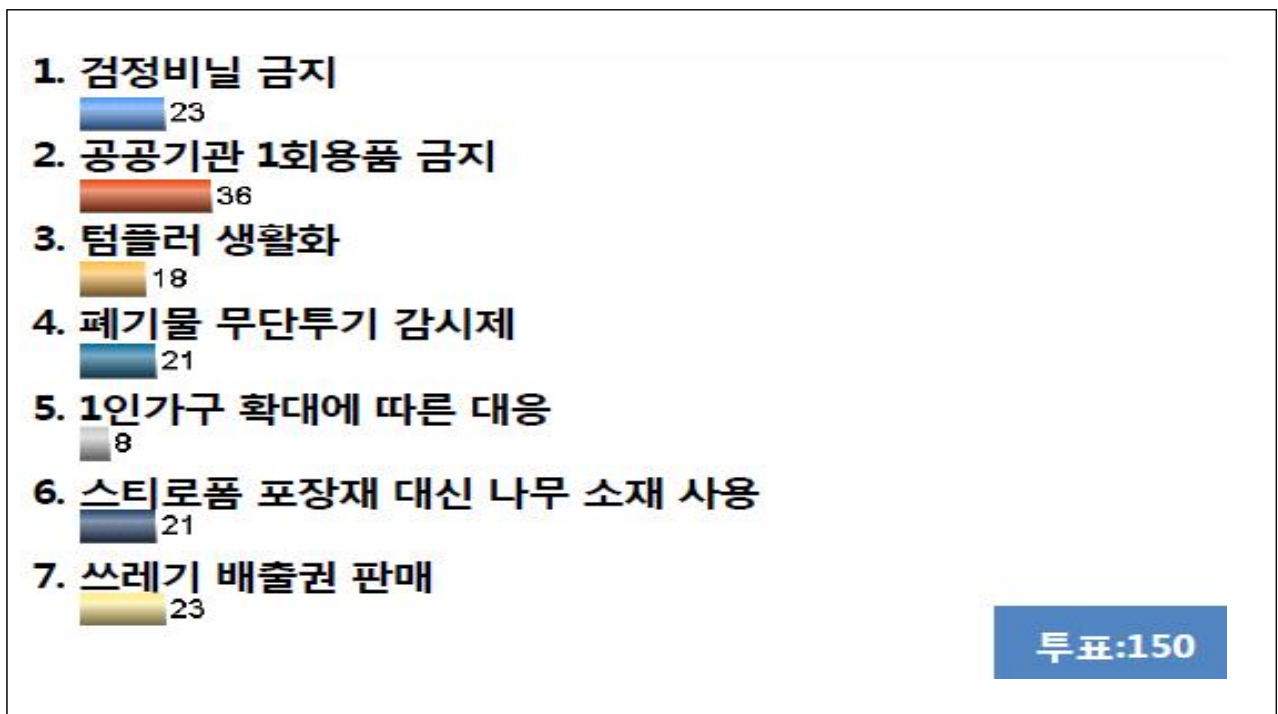 1. 검정비닐 금지
23
2. 공공기관 1회용품 금지
36
3. 텀플러 생활화
18
4. 폐기물 무단투기 감시제
21
5. 1인가구 확대에 따른 대응
8
6. 스티로폼 포장재 대신 나무 소재 사용
21
7. 쓰레기 배출권 판매
23
투표:150